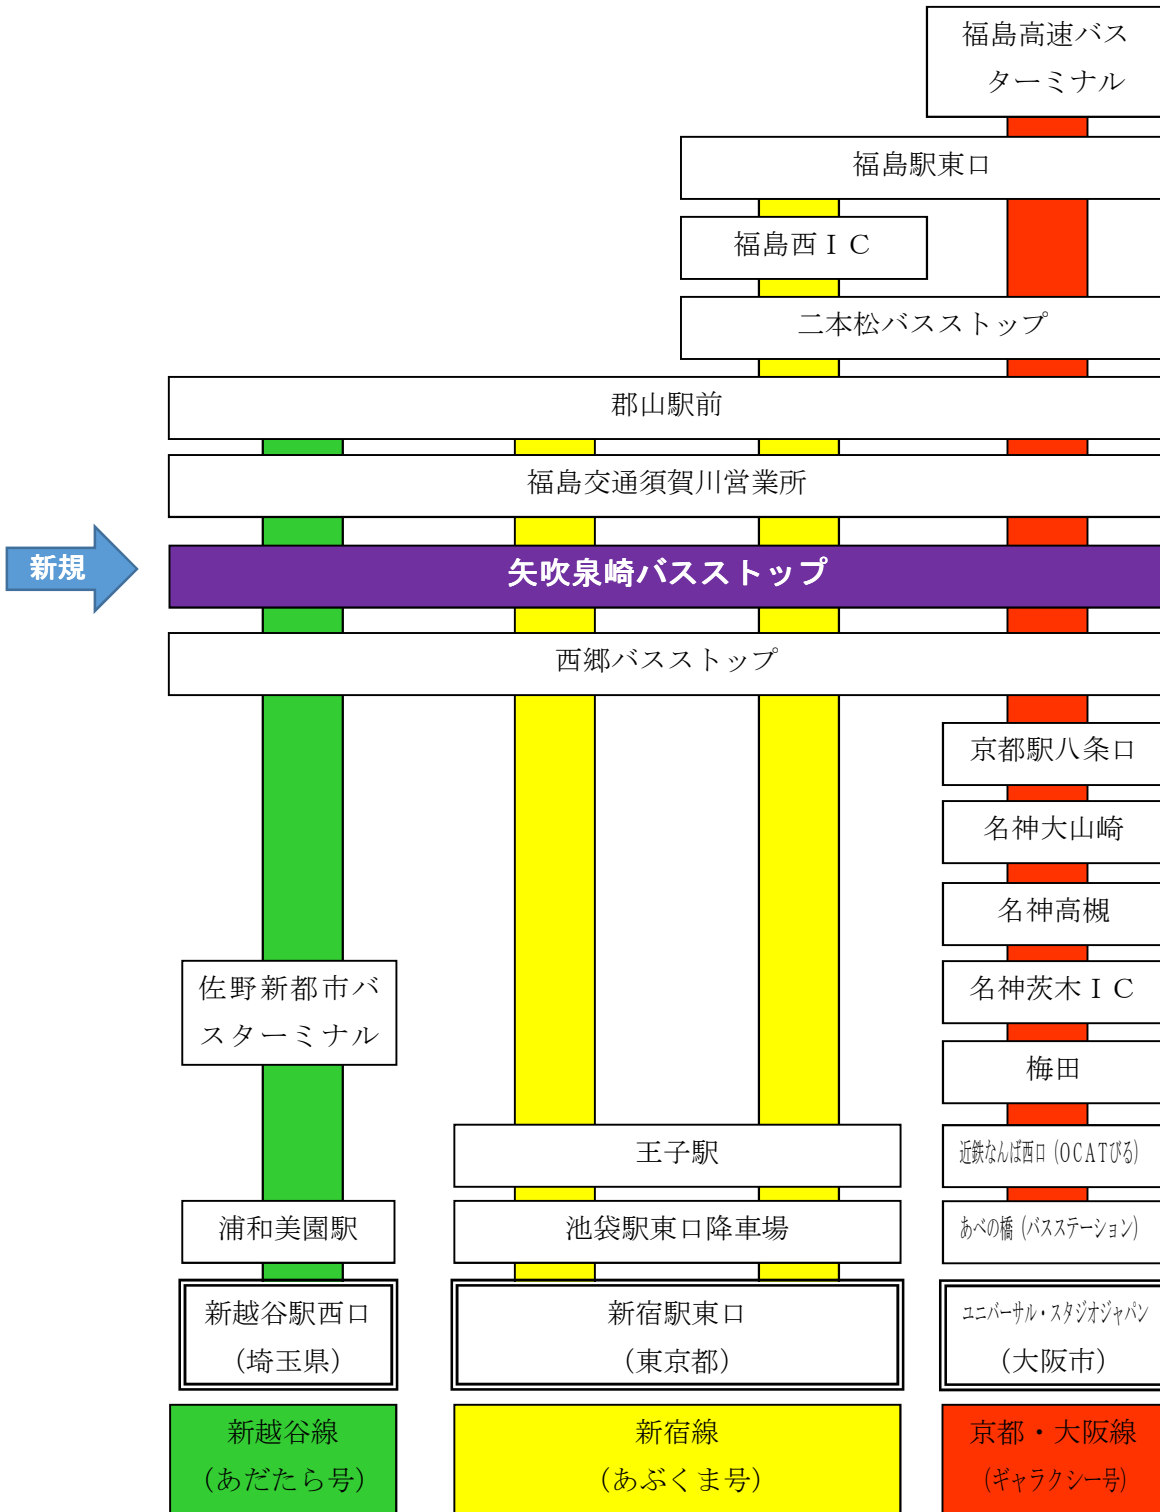 福島高速バス
ターミナル
福島駅東口
福島西ＩＣ
二本松バスストップ
郡山駅前
福島交通須賀川営業所
新規
矢吹泉崎バスストップ
西郷バスストップ
京都駅八条口
名神大山崎
名神高槻
佐野新都市バ
スターミナル
名神茨木ＩＣ
梅田
王子駅
近鉄なんば西口（OCATびる）
浦和美園駅
池袋駅東口降車場
あべの橋（バスステーション）
新越谷駅西口
（埼玉県）
新宿駅東口
（東京都）
ユニバーサル・スタジオジャパン
（大阪市）
新越谷線
（あだたら号）
新宿線
（あぶくま号）
京都・大阪線
（ギャラクシー号）